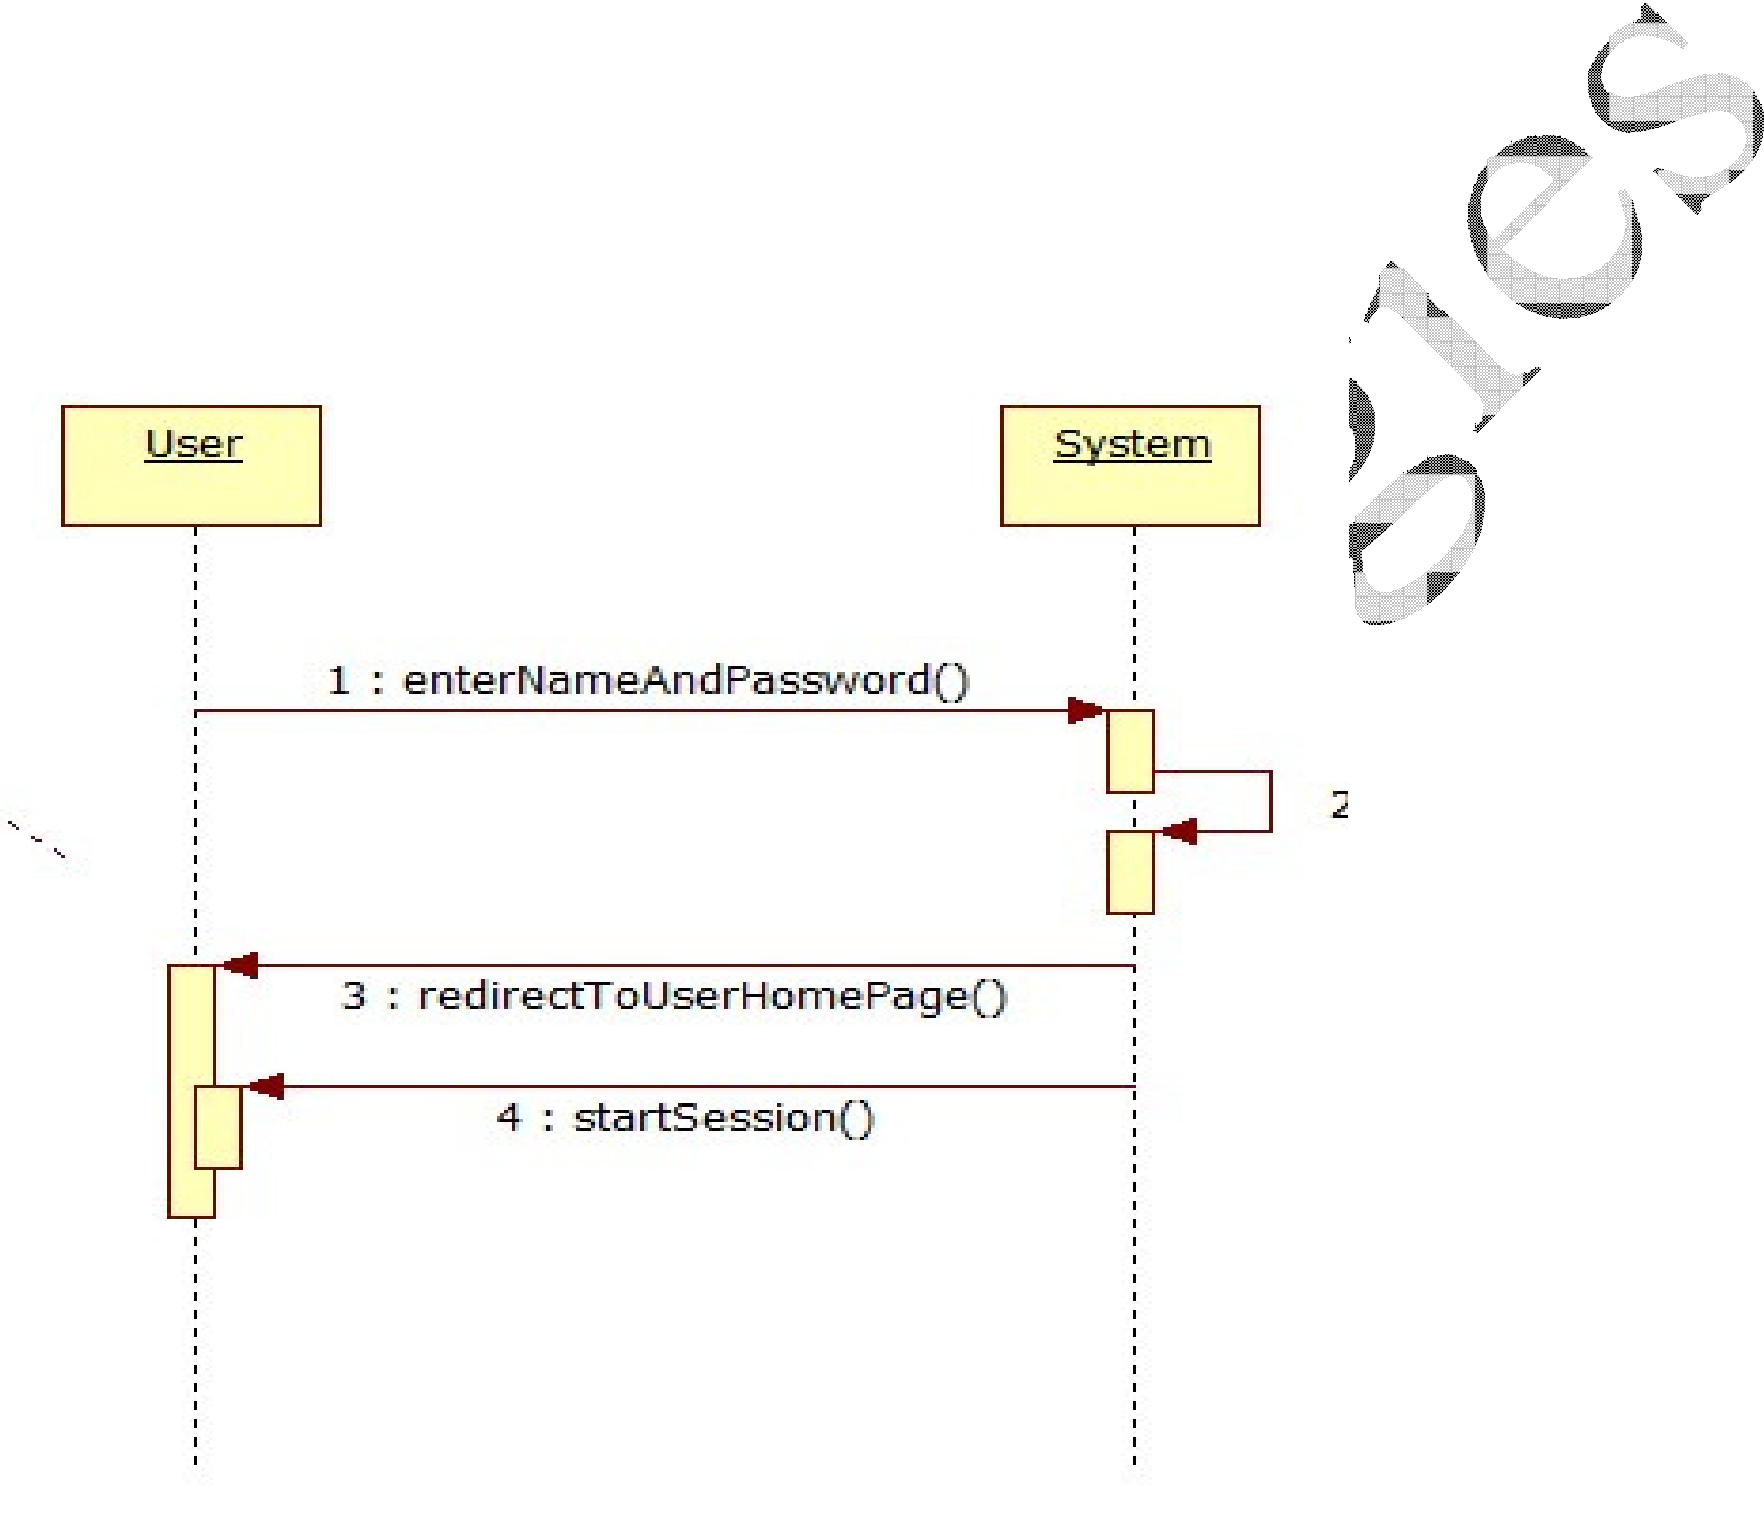 User
System
1 : enterNameAndPassword()
2
3 : redirectToUserHomePage()
4 : startSession()